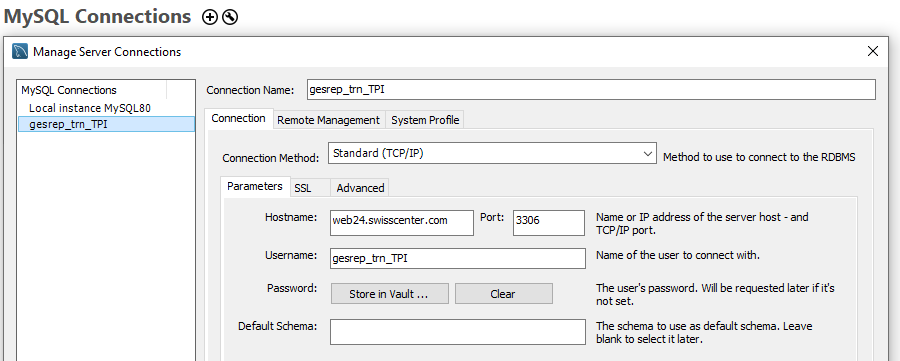 MySQL Connections
Manage Server Connections
MySQL Connections
Local instance MySQL80
gesrep_trn_TPI
Connection Name: gesrep_trn_TPI
Connection Remote Management System Profile
Connection Method: Standard (TCP/IP) Method to use to connect to the RDBMS
Parameters SSL Advanced
Hostname: web24.swisscenter.com Port: 3306 Name or IP address of the server host - and
TCP/IP port.
Username: gesrep_trn_TPI Name of the user to connect with.
Password: Store in Vault ... Clear The user's password. Will be requested later if it's
not set.
Default Schema: The schema to use as default schema. Leave
blank to select it later.